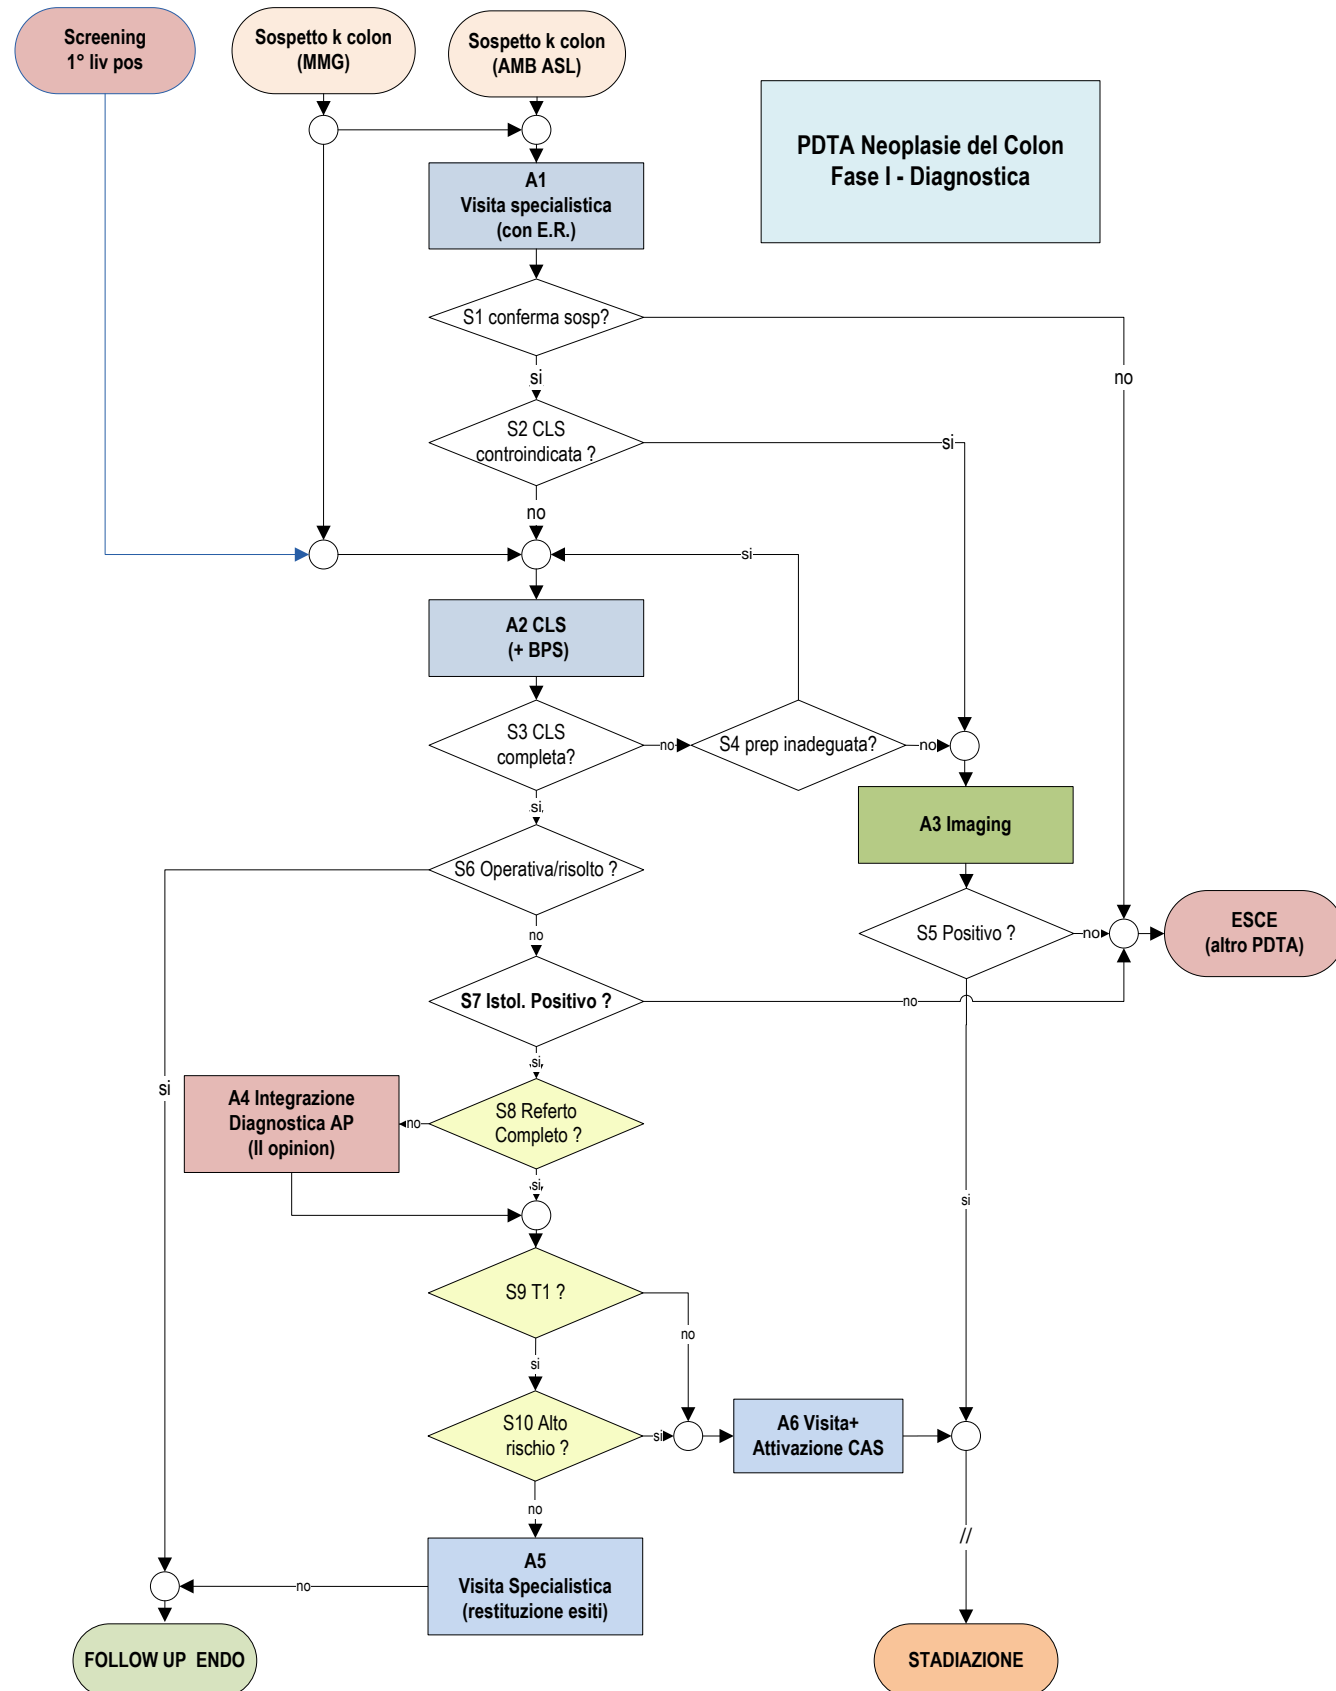 Screening
1° liv pos
Sospetto k colon
(MMG)
Sospetto k colon
(AMB ASL)
PDTA Neoplasie del Colon
Fase I - Diagnostica
A1
Visita specialistica
(con E.R.)
S1 conferma sosp?
no
si
S2 CLS
controindicata ?
si
no
si
A2 CLS
(+ BPS)
S3 CLS
completa?
no
S4 prep inadeguata?
no
A3 Imaging
si
S6 Operativa/risolto ?
S5 Positivo ?
no
ESCE
(altro PDTA)
no
S7 Istol. Positivo ?
no
si
si
A4 Integrazione
Diagnostica AP
(II opinion)
no
S8 Referto
Completo ?
si
si
S9 T1 ?
no
si
S10 Alto
rischio ?
si
A6 Visita+
Attivazione CAS
no
//
A5
Visita Specialistica
(restituzione esiti)
no
FOLLOW UP ENDO
STADIAZIONE